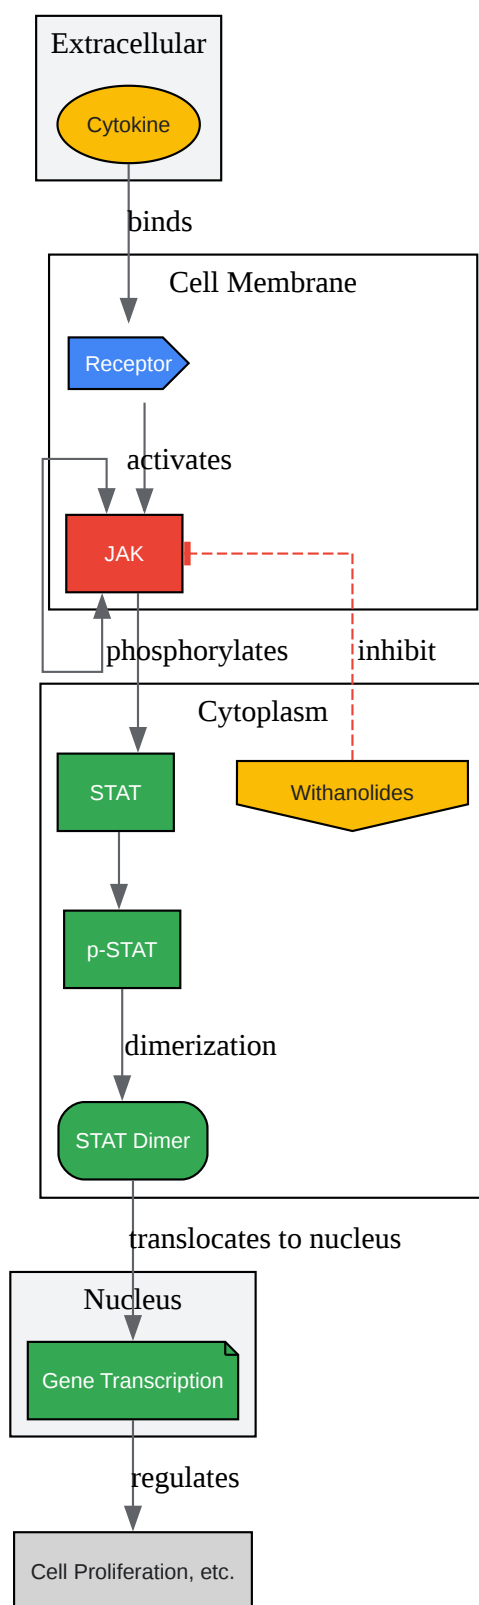 Extracellular
Cytokine
binds
Cell Membrane
Receptor
activates
JAK
phosphorylates
inhibit
Cytoplasm
STAT
Withanolides
p-STAT
dimerization
STAT Dimer
translocates to nucleus
Nucleus
Gene Transcription
regulates
Cell Proliferation, etc.